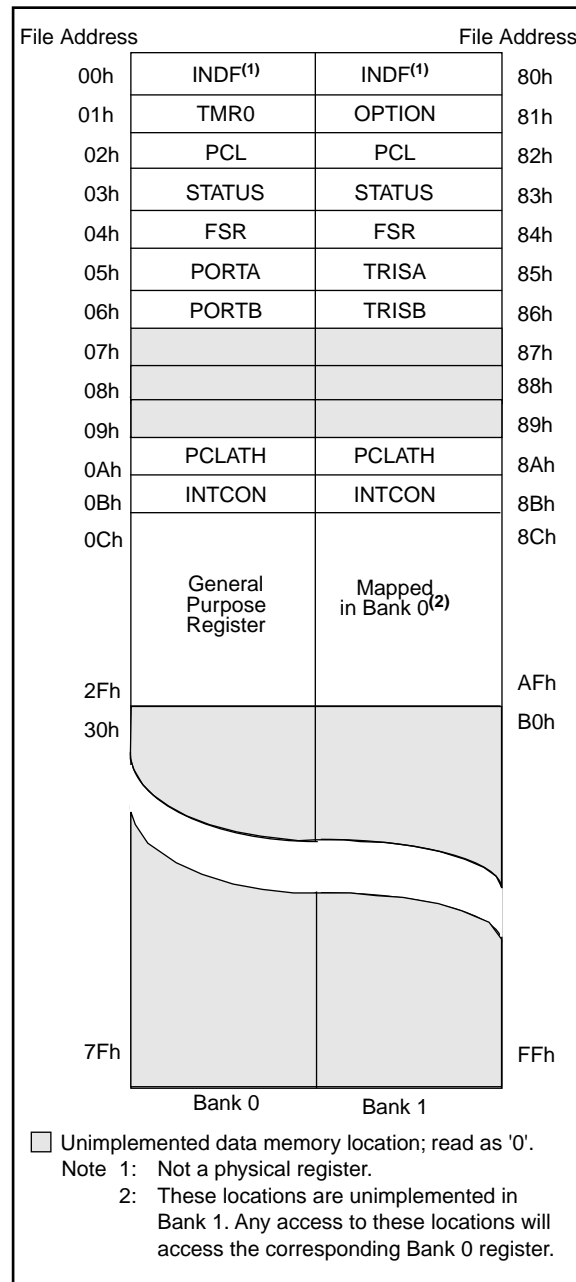 File Address File Address
00h INDF(1) INDF(1) 80h
01h TMR0 OPTION 81h
02h PCL PCL 82h
03h STATUS STATUS 83h
04h FSR FSR 84h
05h PORTA TRISA 85h
06h PORTB TRISB 86h
07h 87h
08h 88h
09h 89h
0Ah PCLATH PCLATH 8Ah
0Bh INTCON INTCON 8Bh
0Ch 8Ch
General Mapped
Purpose in Bank 0(2)
Register
2Fh AFh
30h B0h
7Fh FFh
Bank 0 Bank 1
Unimplemented data memory location; read as '0'.
Note 1: Not a physical register.
2: These locations are unimplemented in
Bank 1. Any access to these locations will
access the corresponding Bank 0 register.